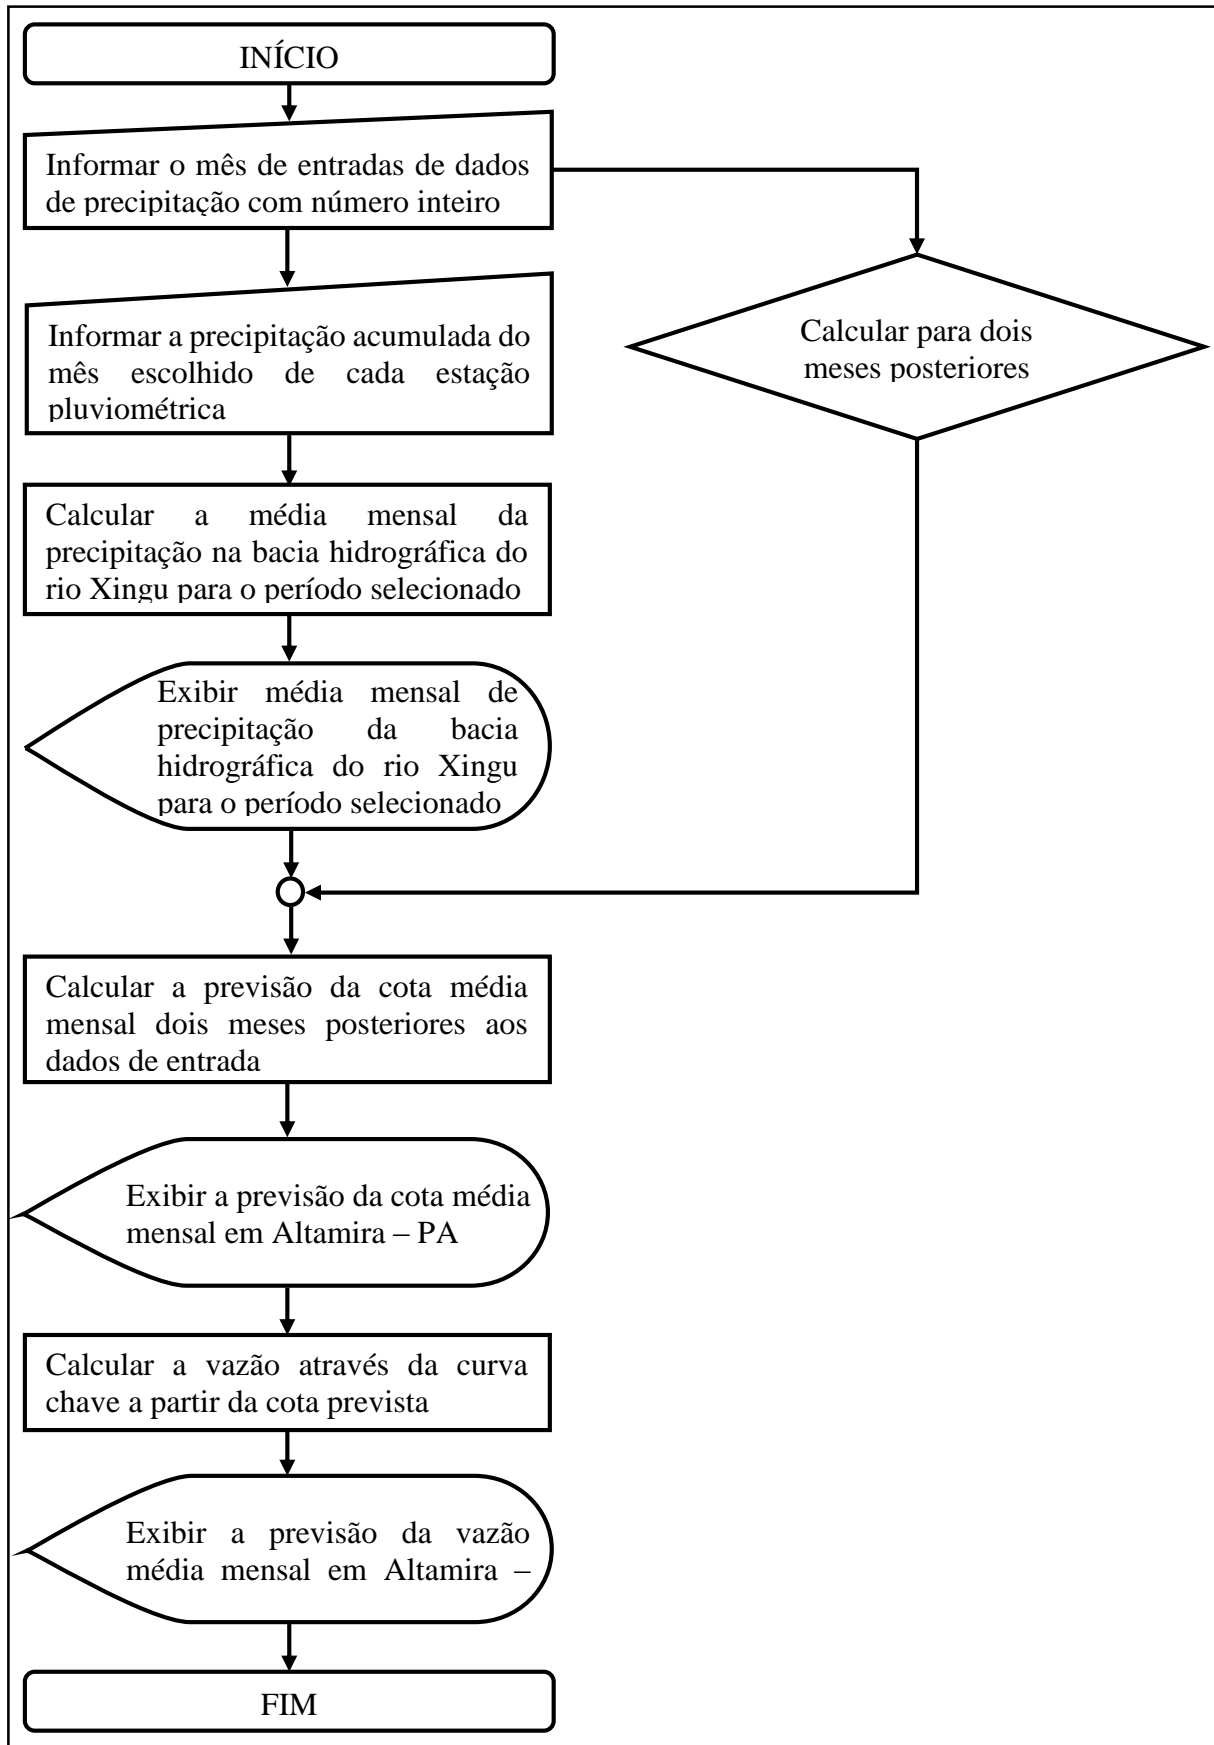 INÍCIO
Informar o mês de entradas de dados
de precipitação com número inteiro
Informar a precipitação acumulada do
mês escolhido de cada estação
pluviométrica
Calcular para dois
meses posteriores
Calcular a média mensal da
precipitação na bacia hidrográfica do
rio Xingu para o período selecionado
Exibir média mensal de
precipitação da bacia
hidrográfica do rio Xingu
para o período selecionado
Calcular a previsão da cota média
mensal dois meses posteriores aos
dados de entrada
Exibir a previsão da cota média
mensal em Altamira – PA
Calcular a vazão através da curva
chave a partir da cota prevista
Exibir a previsão da vazão
média mensal em Altamira –
FIM